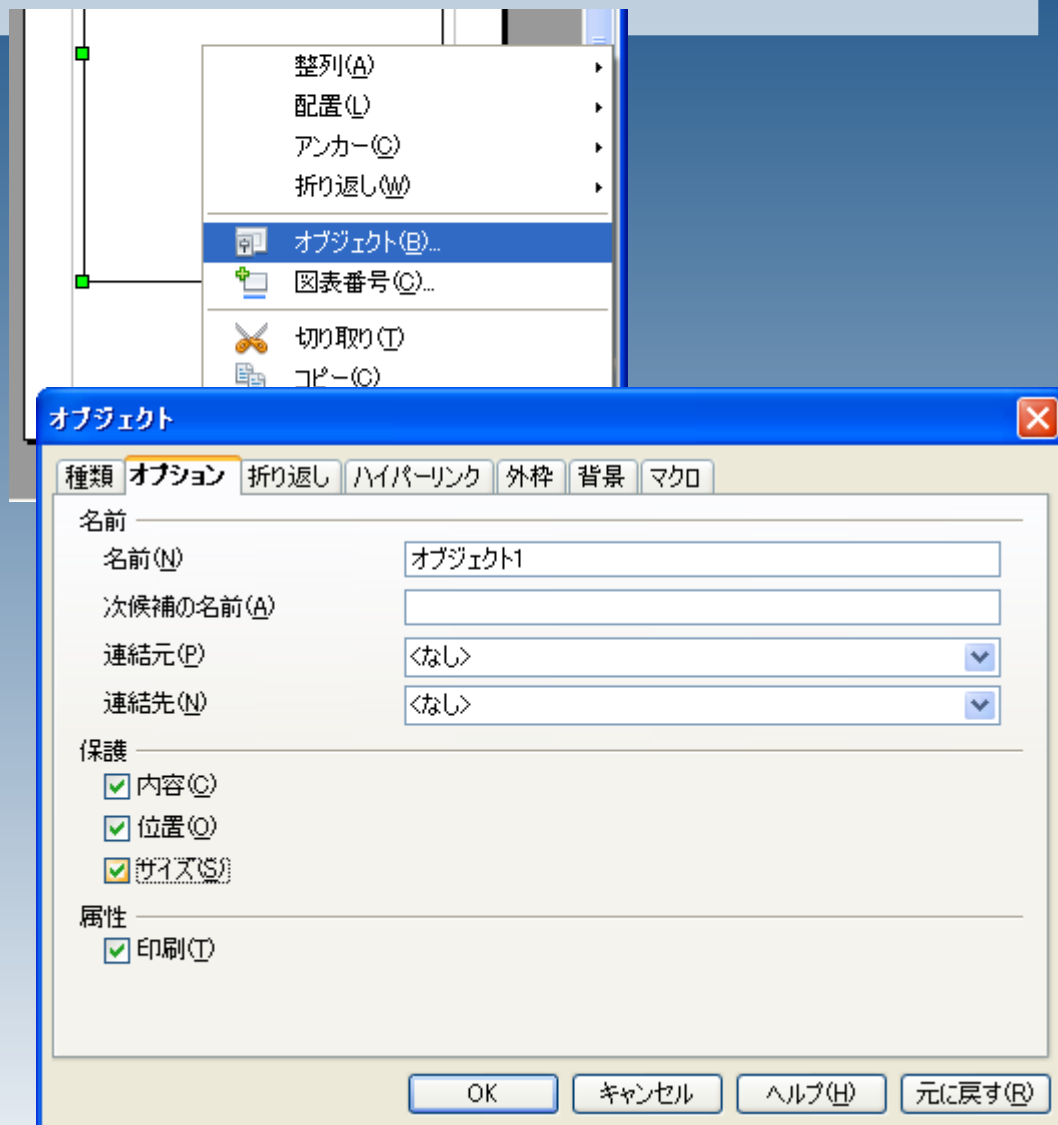 整列(A)
配置(L)
アンカー(C)
折り返し(W)
オブジェクト(B)...
図表番号(C)...
切り取り(T)
コピー(C)
オブジェクト
種類 オプション 折り返し ハイパーリンク 外枠 背景 マクロ
名前
名前(N) オブジェクト1
次候補の名前(A)
連結元(P) <なし>
連結先(N) <なし>
保護
内容(C)
位置(O)
サイズ(S)
属性
印刷(T)
OK キャンセル ヘルプ(H) 元に戻す(R)